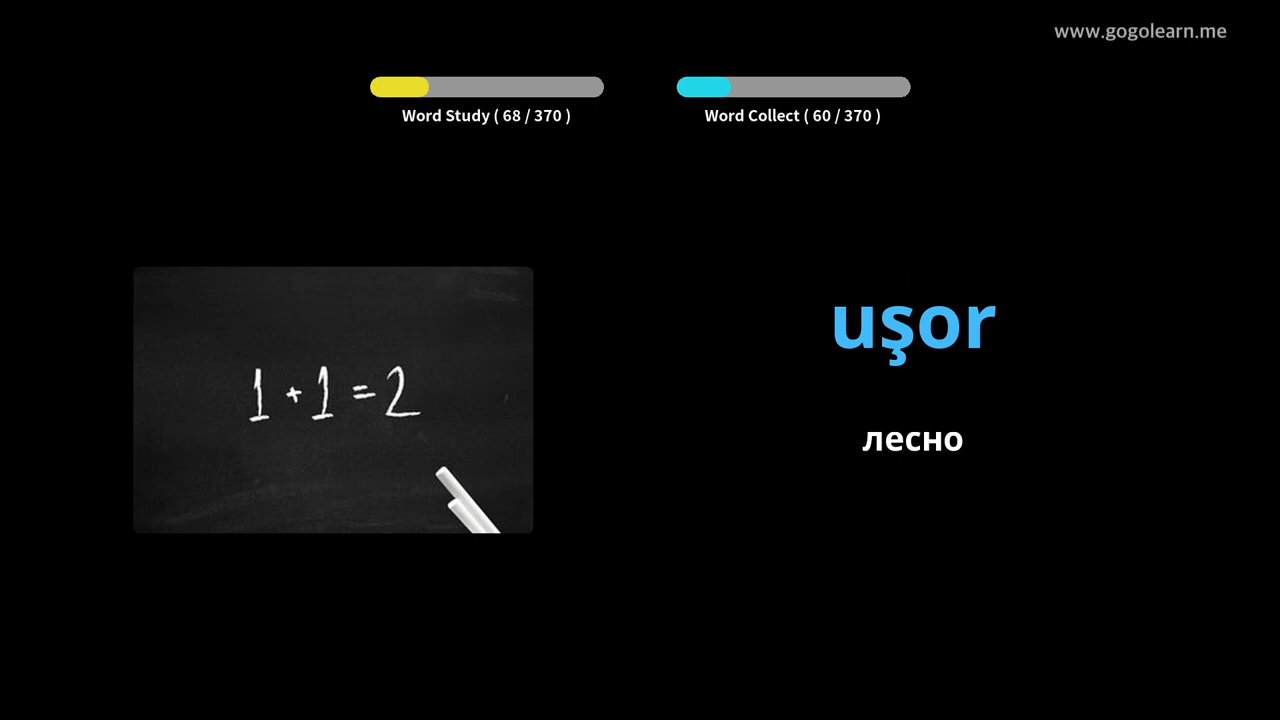 www.gogolearn.me
Word Study ( 68 / 370 )
Word Collect ( 60 / 370 )
1 + 1 = 2
uşor
лесно